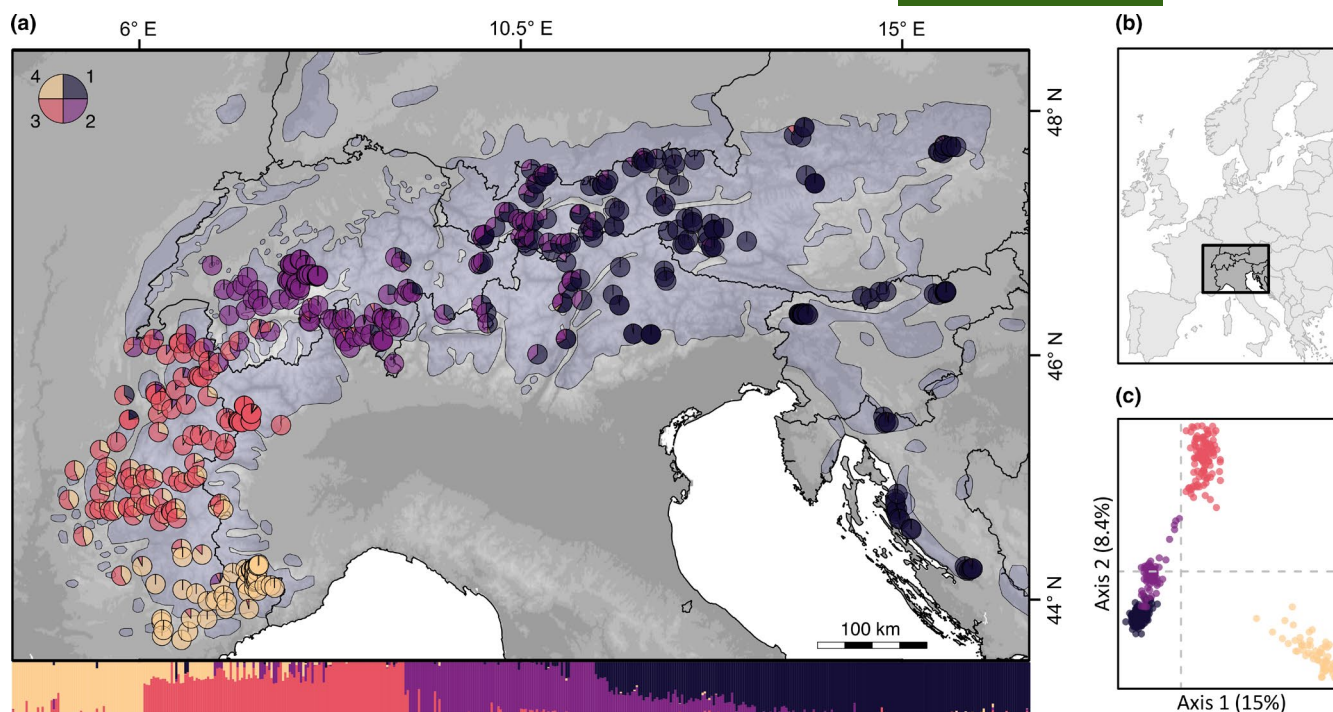 (a)
6° E
10.5° E
15° E
4
1
3
2
48° N
46° N
44° N
100 km
(b)
(c)
Axis 2 (8.4%)
Axis 1 (15%)